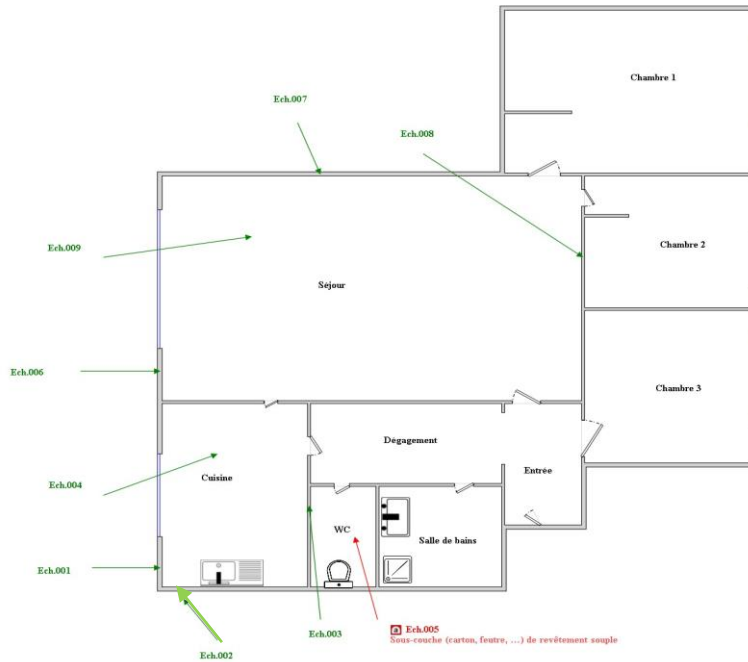 Chambre 1
Ech.007
Ech.008
Ech.009
Chambre 2
Séjour
Ech.006
Chambre 3
Dégagement
Entrée
Cuisine
Ech.004
WC
Salle de bains
Ech.001
Ech.002
Ech.003
a Ech.005
Sous-couche (carton, feutre, ...) de revêtement souple